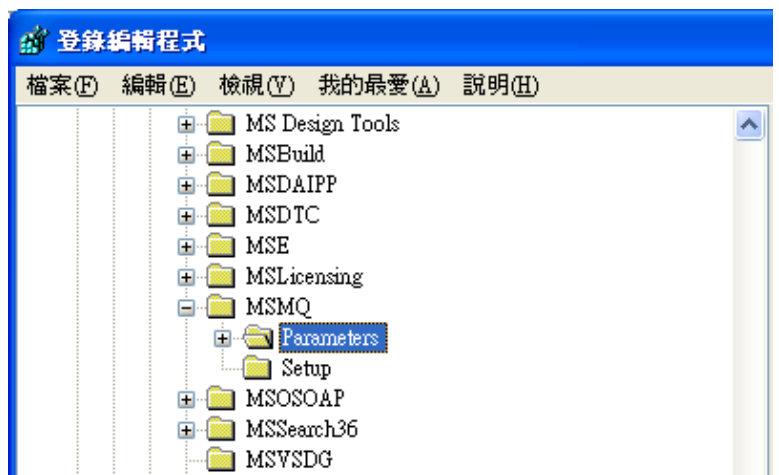 登錄編輯程式
檔案(F) 編輯(E) 檢視(V) 我的最愛(A) 說明(H)
MS Design Tools
MSBuild
MSDAIPP
MSDTC
MSE
MSLicensing
MSMQ
Parameters
Setup
MSOSOAP
MSSearch36
MSVSDG